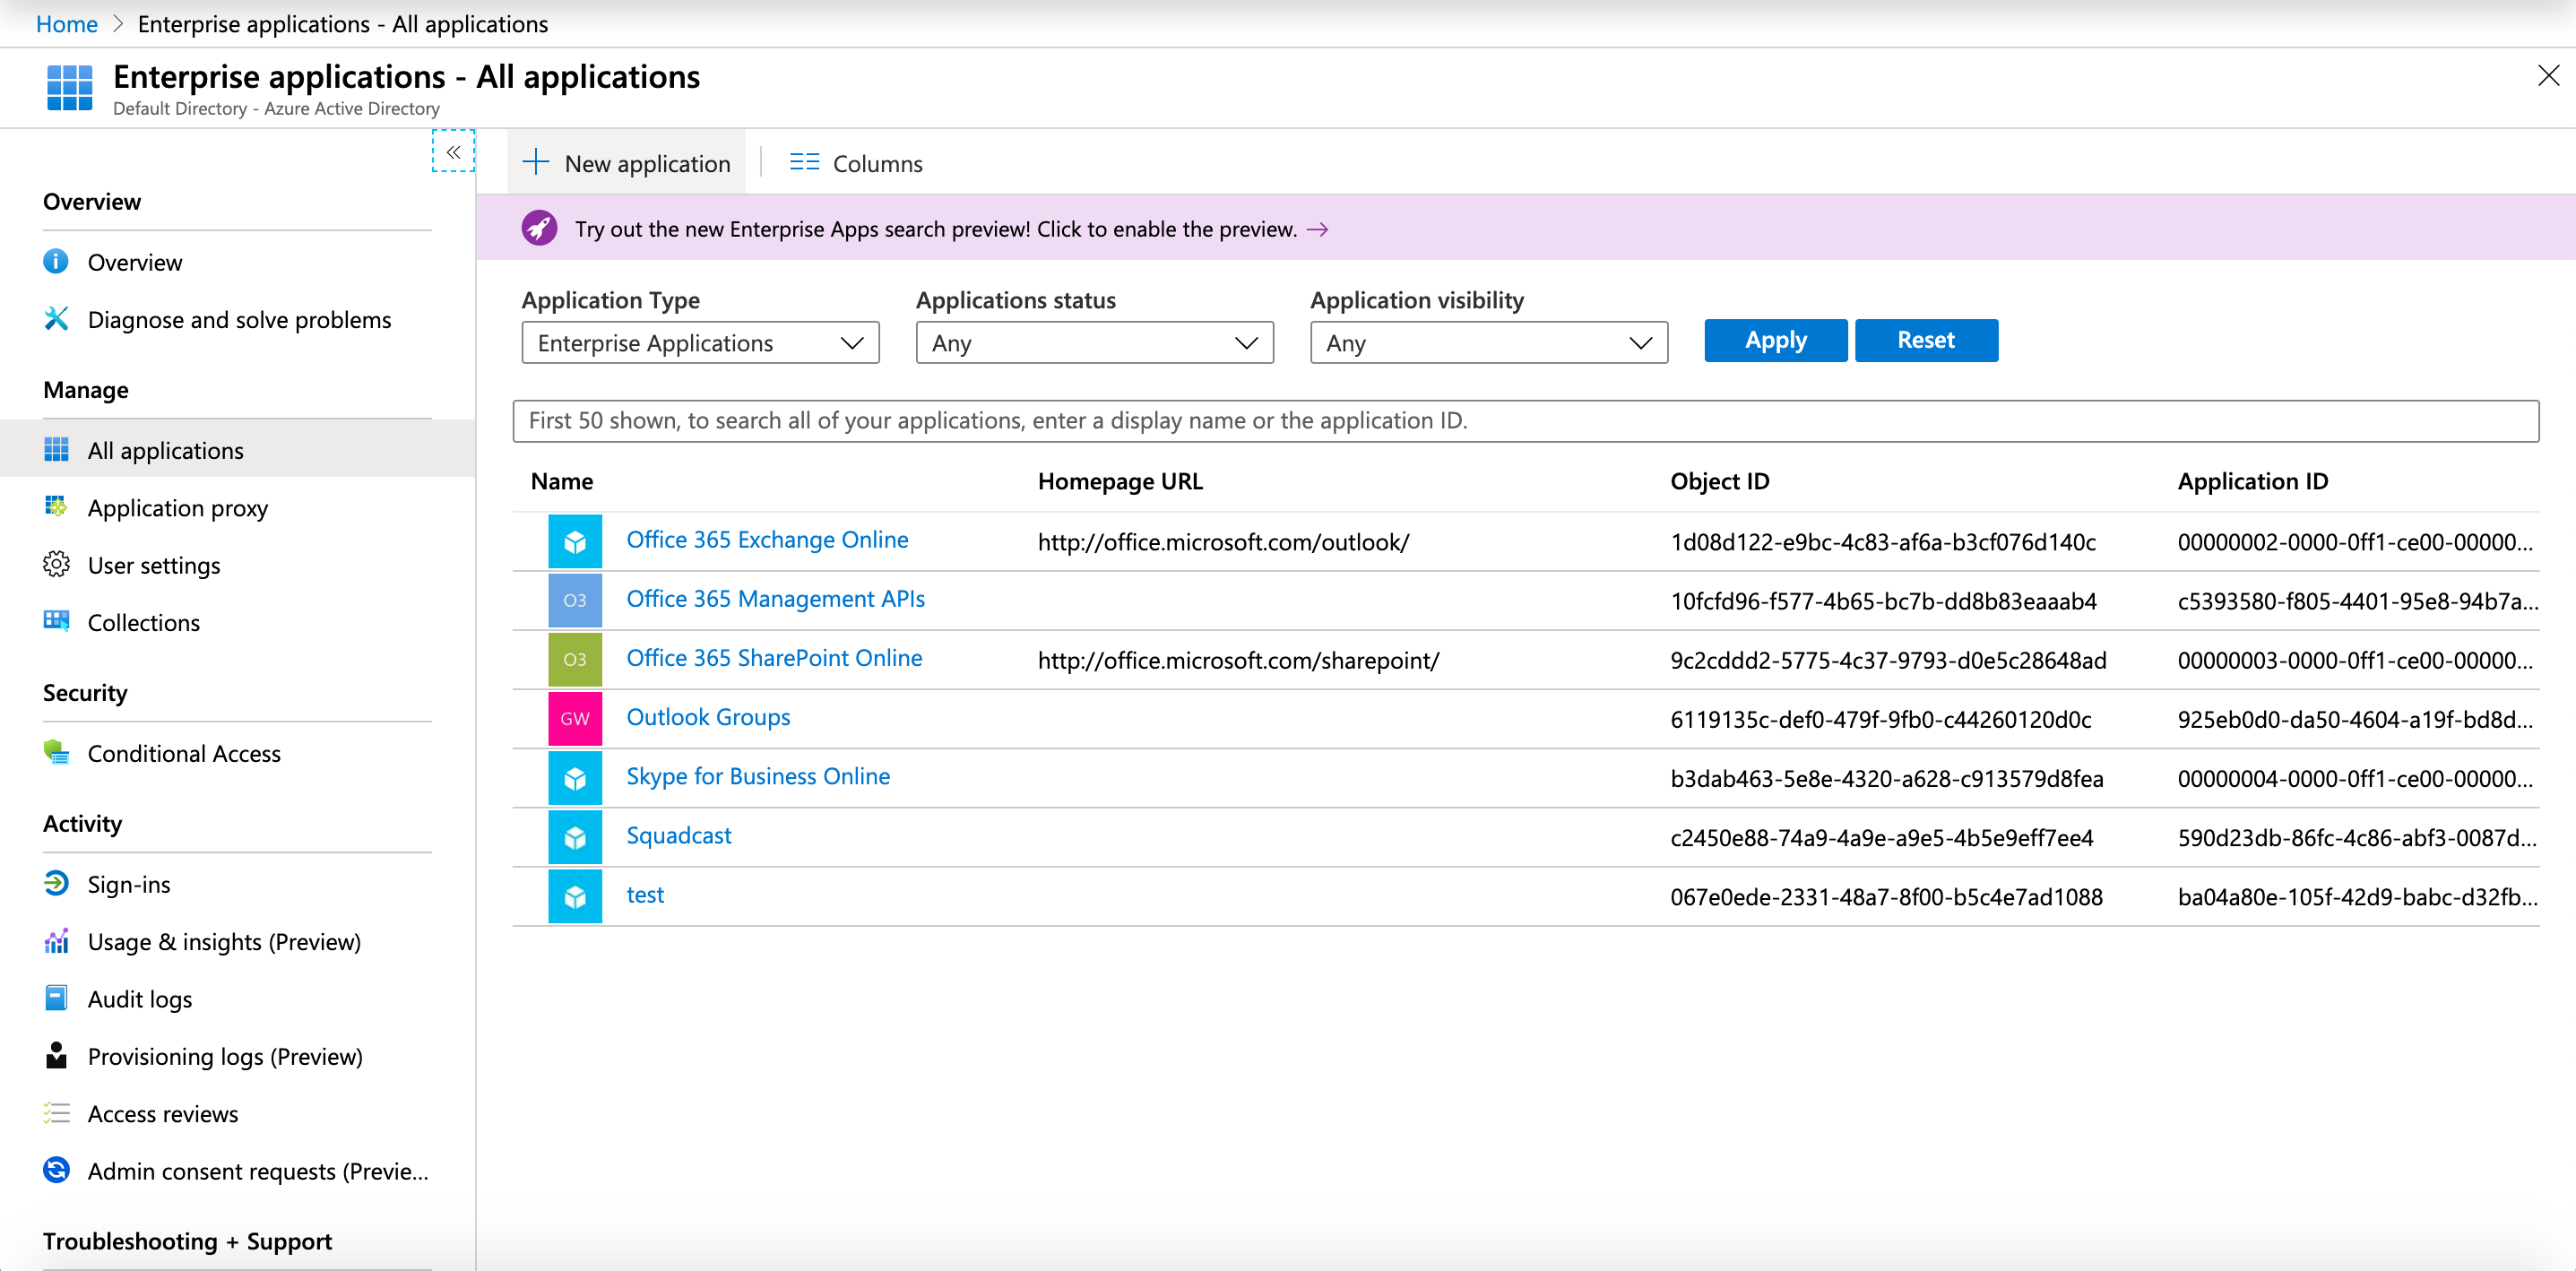 Home > Enterprise applications - All applications
Enterprise applications - All applications
Default Directory - Azure Active Directory
«
Overview
Overview
Diagnose and solve problems
Manage
All applications
Application proxy
User settings
Collections
Security
Conditional Access
Activity
Sign-ins
Usage & insights (Preview)
Audit logs
Provisioning logs (Preview)
Access reviews
Admin consent requests (Previe...
Troubleshooting + Support
New application
Columns
Try out the new Enterprise Apps search preview! Click to enable the preview. →
Application Type Applications status Application visibility
Enterprise Applications Any Any Apply Reset
First 50 shown, to search all of your applications, enter a display name or the application ID.
Name Homepage URL Object ID Application ID
Office 365 Exchange Online http://office.microsoft.com/outlook/ 1d08d122-e9bc-4c83-af6a-b3cf076d140c 00000002-0000-0ff1-ce00-00000...
O3 Office 365 Management APIs 10fcfd96-f577-4b65-bc7b-dd8b83eaaab4 c5393580-f805-4401-95e8-94b7a...
O3 Office 365 SharePoint Online http://office.microsoft.com/sharepoint/ 9c2cddd2-5775-4c37-9793-d0e5c28648ad 00000003-0000-0ff1-ce00-00000...
GW Outlook Groups 6119135c-def0-479f-9fb0-c44260120d0c 925eb0d0-da50-4604-a19f-bd8d...
Skype for Business Online b3dab463-5e8e-4320-a628-c913579d8fea 00000004-0000-0ff1-ce00-00000...
Squadcast c2450e88-74a9-4a9e-a9e5-4b5e9eff7ee4 590d23db-86fc-4c86-abf3-0087d...
test 067e0ede-2331-48a7-8f00-b5c4e7ad1088 ba04a80e-105f-42d9-babc-d32fb...